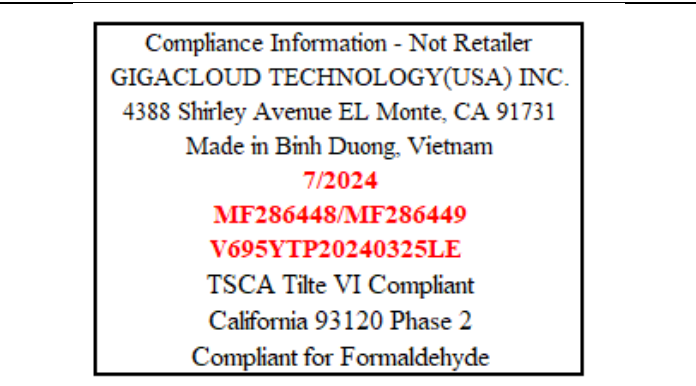 Compliance Information - Not Retailer
GIGACLOUD TECHNOLOGY(USA) INC.
4388 Shirley Avenue EL Monte, CA 91731
Made in Binh Duong, Vietnam
7/2024
MF286448/MF286449
V695YTP20240325LE
TSCA Tilte VI Compliant
California 93120 Phase 2
Compliant for Formaldehyde